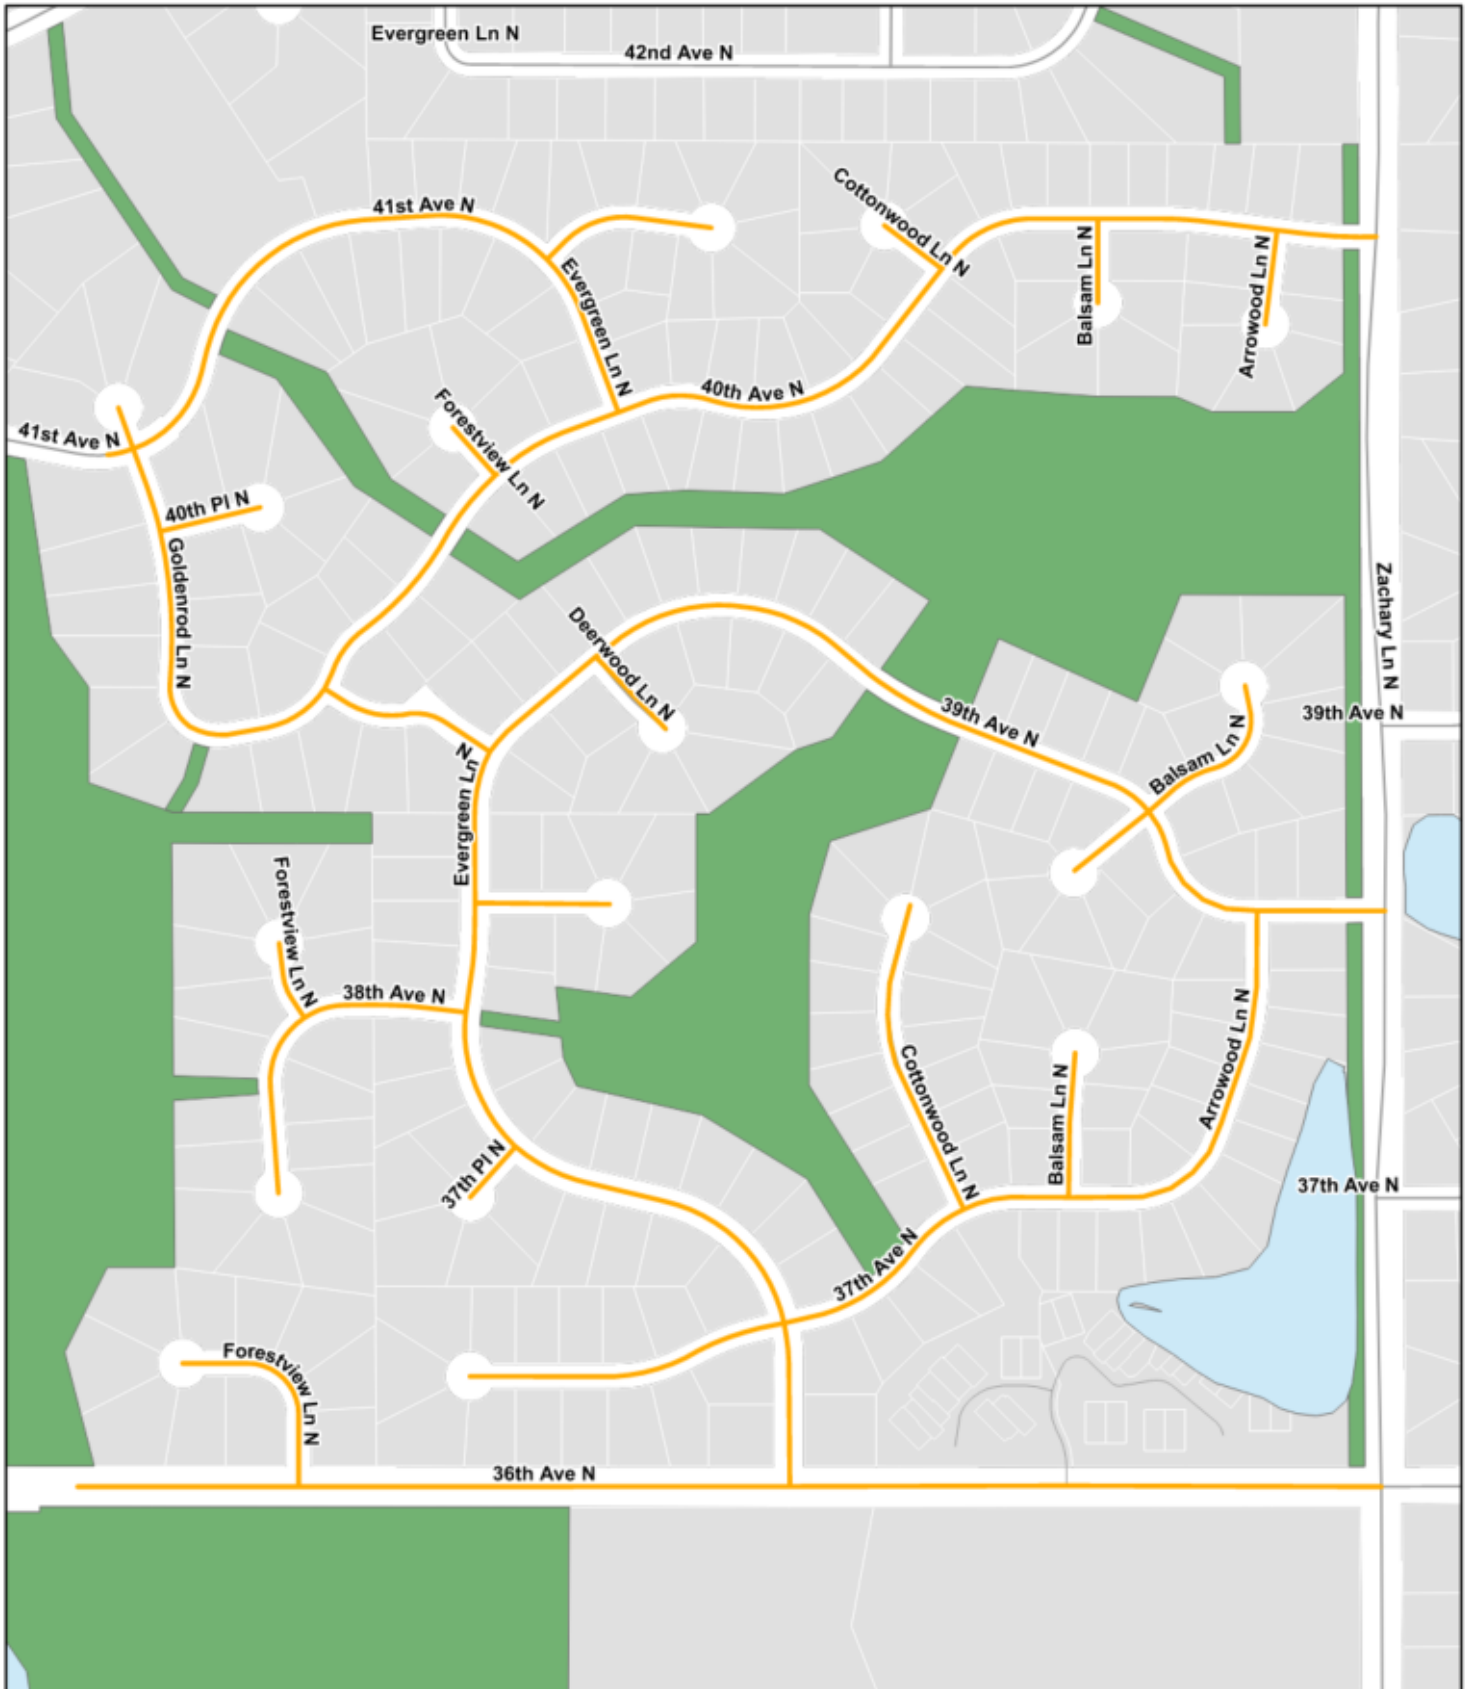 Evergreen Ln N
42nd Ave N
Cottonwood Ln N
41st Ave N
Balsam Ln N
Arrowood Ln N
Evergreen Ln N
40th Ave N
Forestview Ln N
41st Ave N
40th Pl N
Goldenrod Ln N
Zachary Ln N
Deerwood Ln N
39th Ave N
39th Ave N
Balsam Ln N
Evergreen Ln N
Forestview Ln N
38th Ave N
Cottonwood Ln N
Balsam Ln N
Arrowood Ln N
37th Pl N
37th Ave N
37th Ave N
Forestview Ln N
36th Ave N